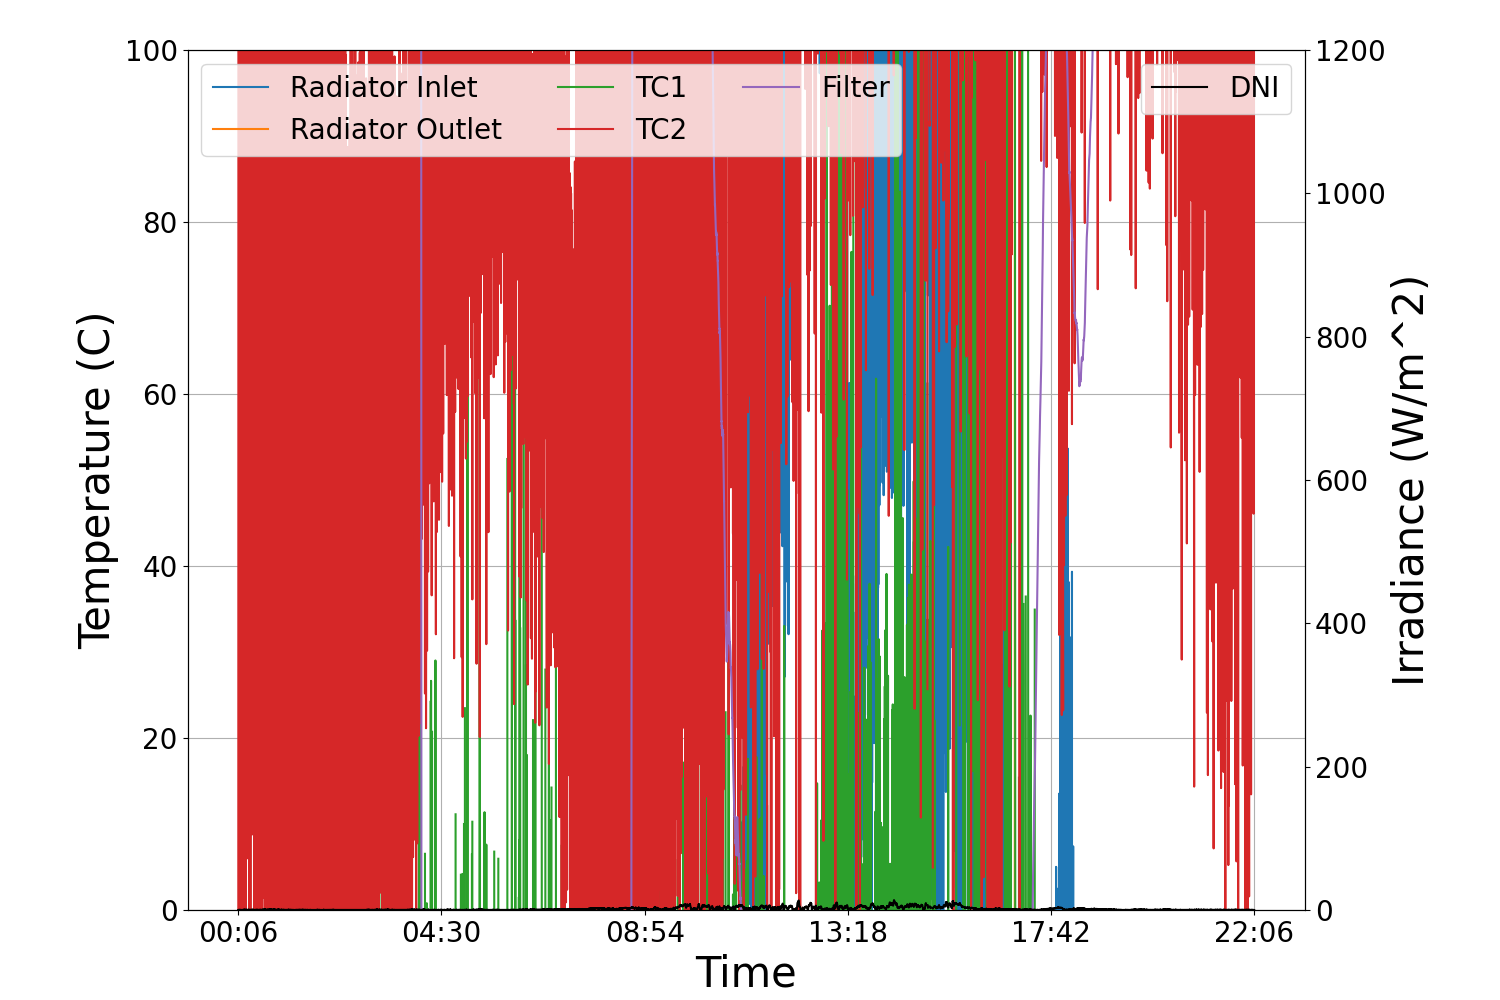 100
80
60
40
20
0
Temperature (C)
Radiator Inlet
Radiator Outlet
TC1
TC2
Filter
DNI
1200
1000
800
600
400
200
0
Irradiance (W/m^2)
00:06
04:30
08:54
13:18
17:42
22:06
Time